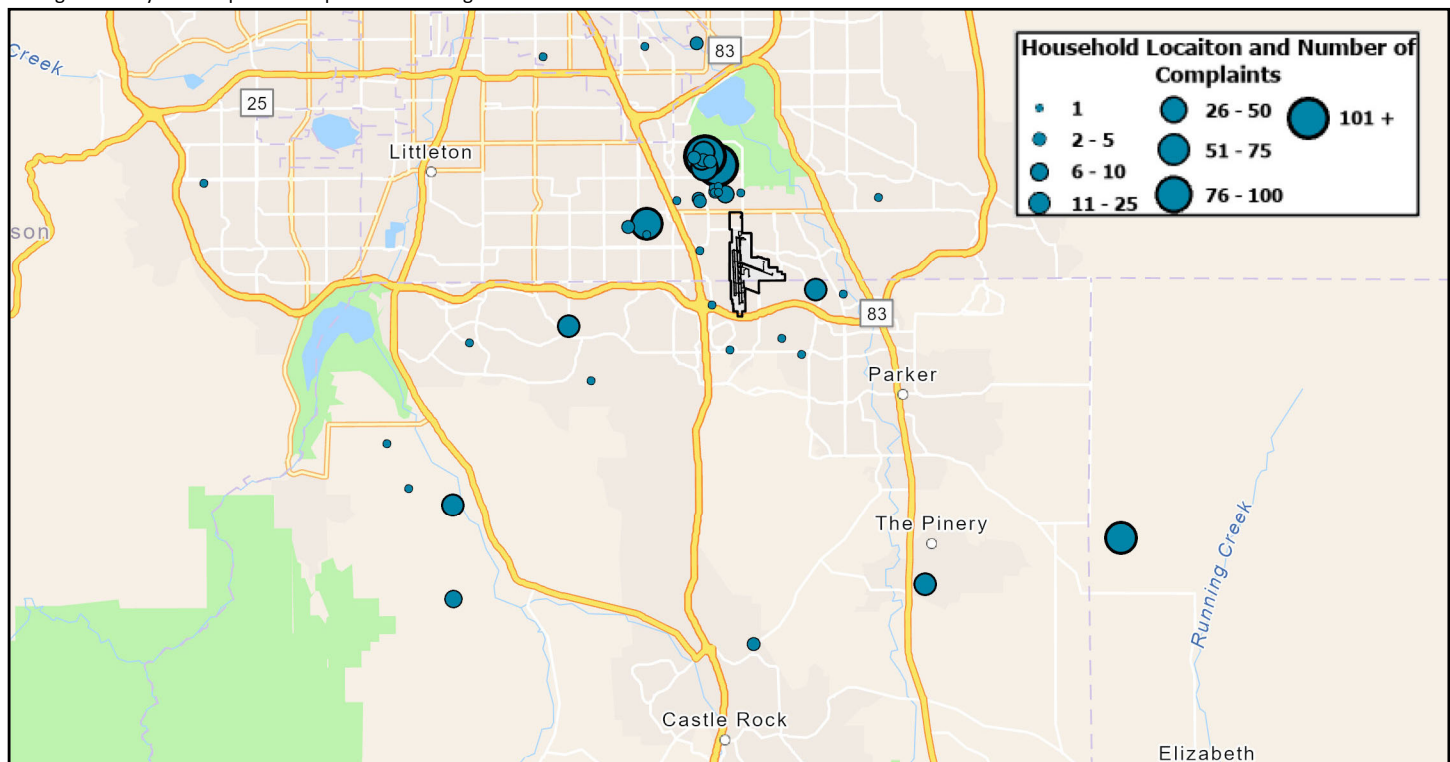 83
Household Locaiton and Number of
Complaints
1
2 - 5
6 - 10
11 - 25
26 - 50
51 - 75
76 - 100
101 +
Creek
25
Littleton
son
83
Parker
The Pinery
Running Creek
Castle Rock
Elizabeth